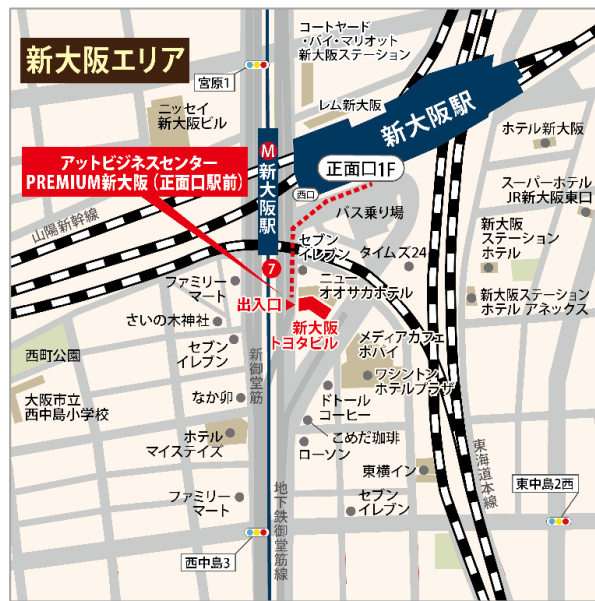 新大阪エリア
宮原1
コートヤード
・バイ・マリオット
新大阪ステーション
ニッセイ
新大阪ビル
レム新大阪
新大阪駅
ホテル新大阪
アットビジネスセンター
PREMIUM新大阪(正面口駅前)
M
新大阪駅
正面口1F
西口
スーパーホテル
JR新大阪東口
山陽新幹線
バス乗り場
新大阪
ステーション
ホテル
セブン
イレブン
タイムズ24
7
ファミリー
マート
出入口
ニュー
オオサカホテル
新大阪ステーション
ホテル アネックス
さいの木神社
新大阪
トヨタビル
西町公園
セブン
イレブン
新御堂筋
メディアカフェ
ポパイ
ワシントン
ホテルプラザ
大阪市立
西中島小学校
なか卯
ドトール
コーヒー
ホテル
マイステイズ
こめだ珈琲
ローソン
東横イン
東海道本線
東中島2西
ファミリー
マート
地下鉄御堂筋線
セブン
イレブン
西中島3